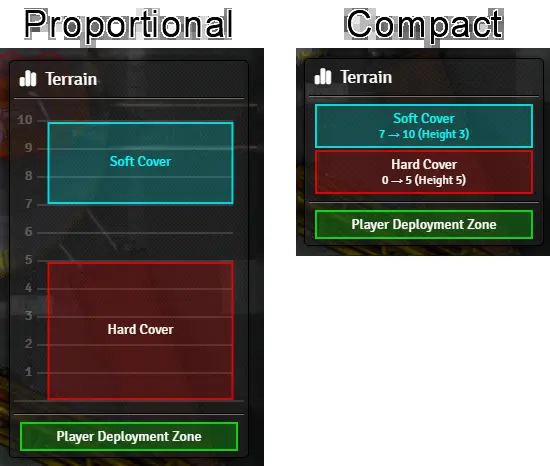 Proportional
Terrain
10
9
Soft Cover
8
7
6
5
4
3
Hard Cover
2
1
Player Deployment Zone
Compact
Terrain
Soft Cover
7 → 10 (Height 3)
Hard Cover
0 → 5 (Height 5)
Player Deployment Zone